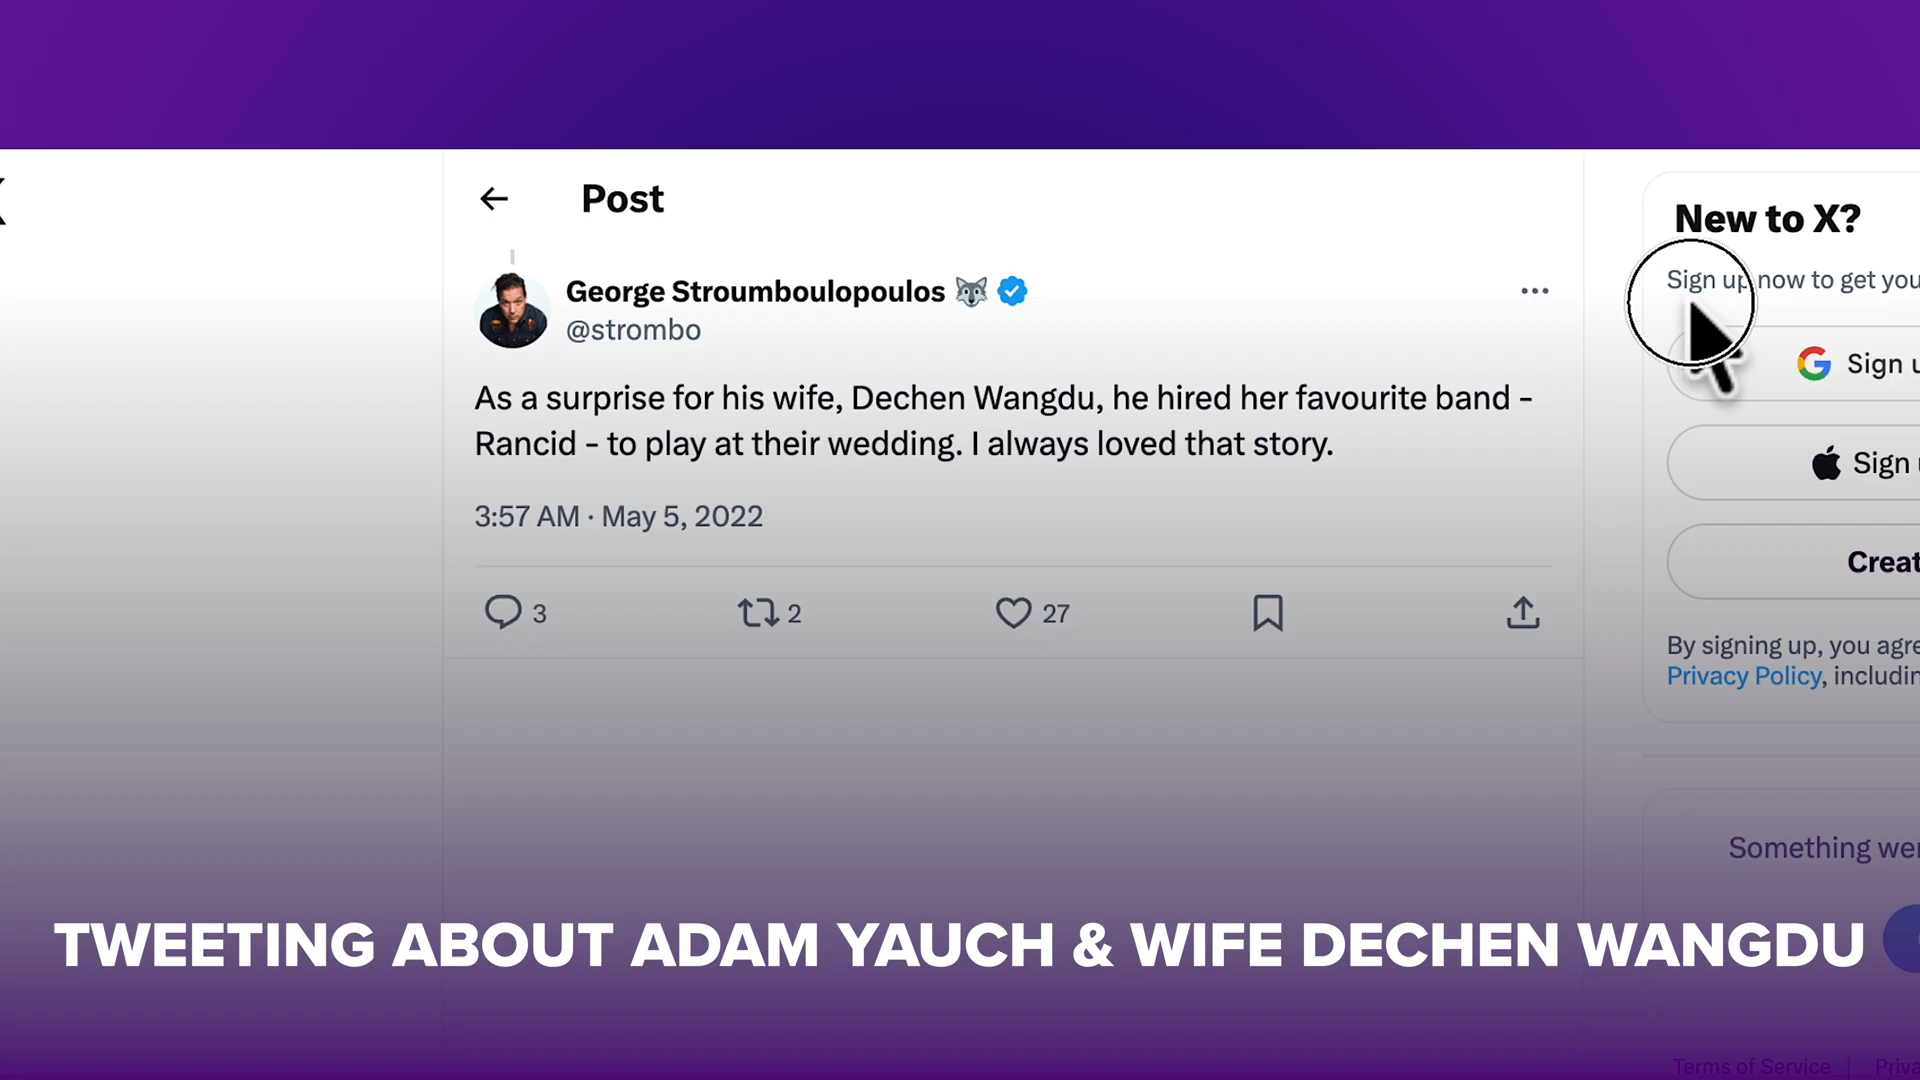 Post
New to X?
George Stroumboulopoulos
@strombo
Sign up now to get you
As a surprise for his wife, Dechen Wangdu, he hired her favourite band -
Rancid - to play at their wedding. I always loved that story.
3:57 AM · May 5, 2022
3 2 27
Sign u
Sign u
Creat
By signing up, you agre
Privacy Policy, includin
Something wen
TWEETING ABOUT ADAM YAUCH & WIFE DECHEN WANGDU
Terms of Service | Priva